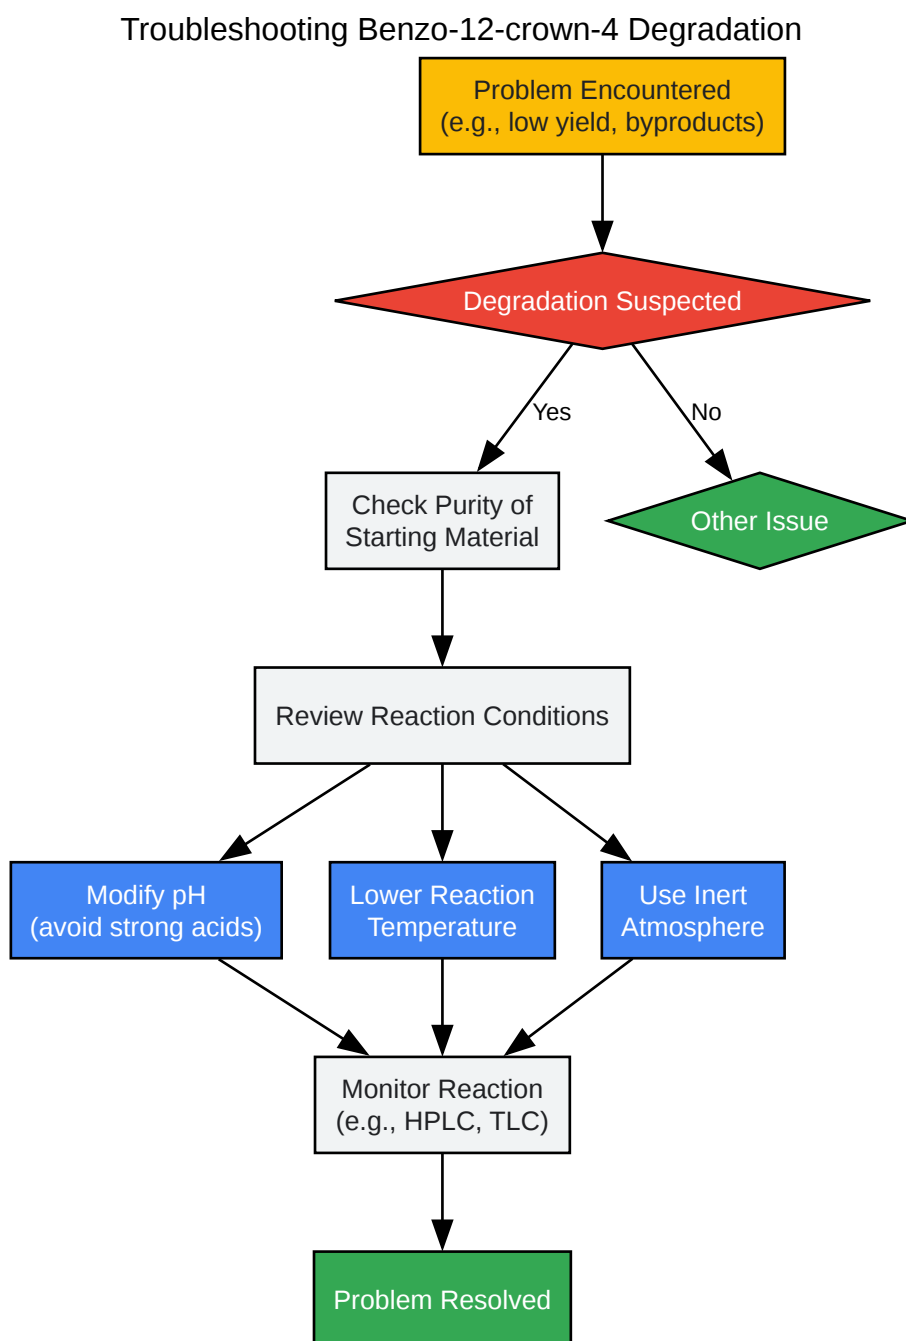 Troubleshooting Benzo-12-crown-4 Degradation
Problem Encountered
(e.g., low yield, byproducts)
Degradation Suspected
Yes
No
Check Purity of
Starting Material
Other Issue
Review Reaction Conditions
Modify pH
(avoid strong acids)
Lower Reaction
Temperature
Use Inert
Atmosphere
Monitor Reaction
(e.g., HPLC, TLC)
Problem Resolved